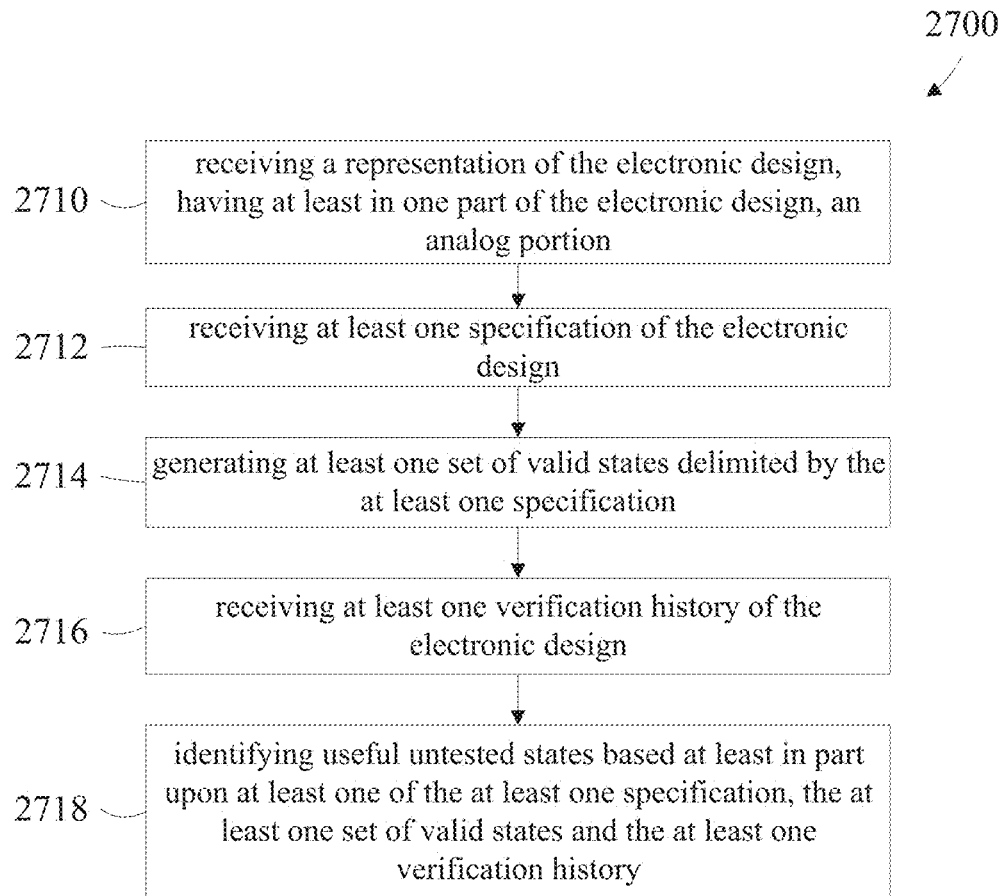 2700
2710
receiving a representation of the electronic design,
having at least in one part of the electronic design, an
analog portion
2712
receiving at least one specification of the electronic
design
2714
generating at least one set of valid states delimited by the
at least one specification
2716
receiving at least one verification history of the
electronic design
2718
identifying useful untested states based at least in part
upon at least one of the at least one specification, the at
least one set of valid states and the at least one
verification history